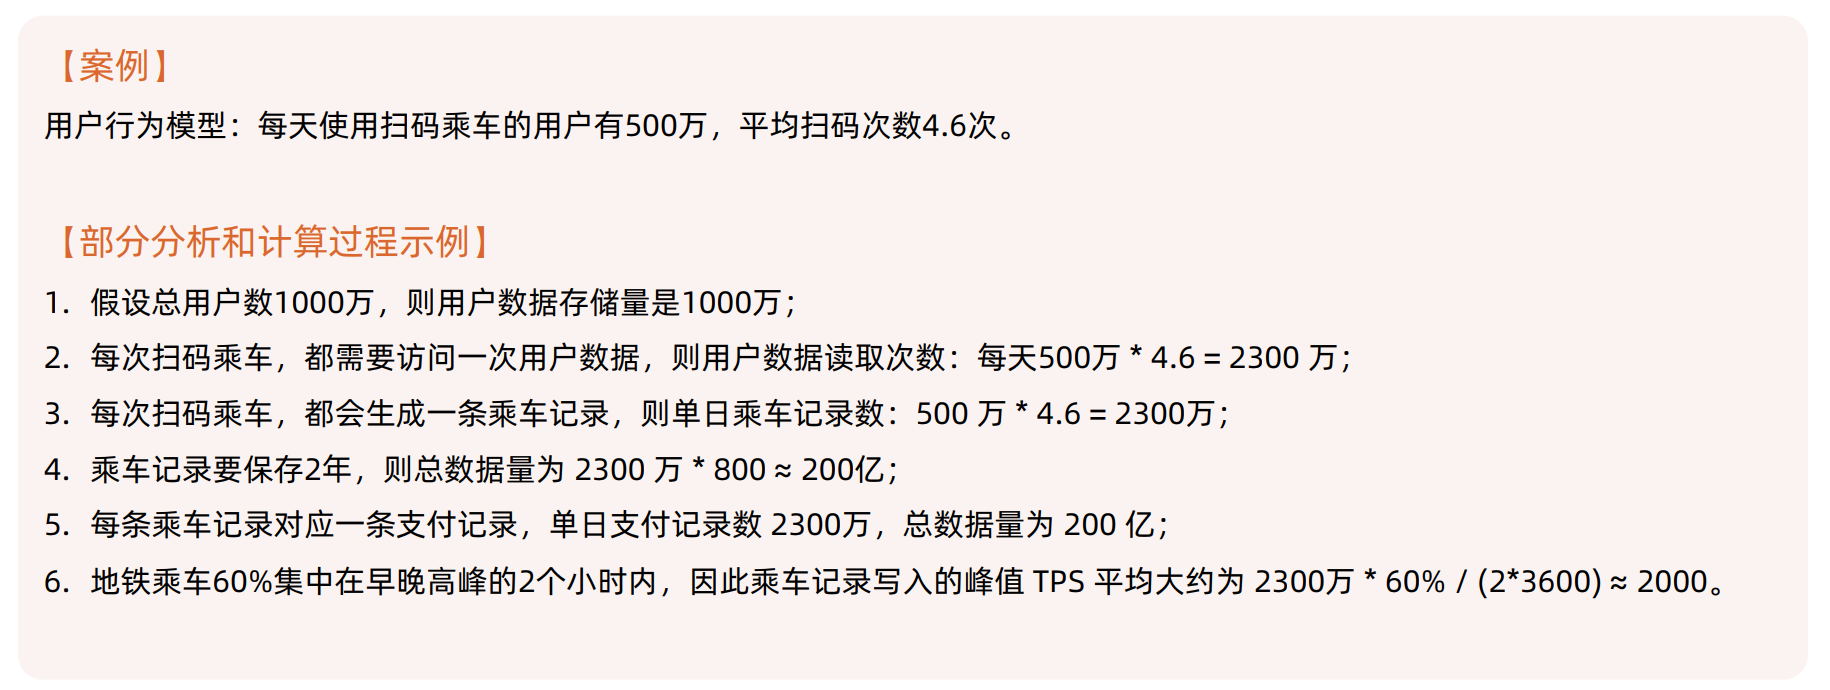 【案例】
用户行为模型：每天使用扫码乘车的用户有500万，平均扫码次数4.6次。
【部分分析和计算过程示例】
1. 假设总用户数1000万，则用户数据存储量是1000万；
2. 每次扫码乘车，都需要访问一次用户数据，则用户数据读取次数：每天500万 * 4.6 = 2300 万；
3. 每次扫码乘车，都会生成一条乘车记录，则单日乘车记录数：500 万 * 4.6 = 2300万；
4. 乘车记录要保存2年，则总数据量为 2300 万 * 800 ≈ 200亿；
5. 每条乘车记录对应一条支付记录，单日支付记录数 2300万，总数据量为 200 亿；
6. 地铁乘车60%集中在早晚高峰的2个小时内，因此乘车记录写入的峰值 TPS 平均大约为 2300万 * 60% / (2*3600) ≈ 2000。